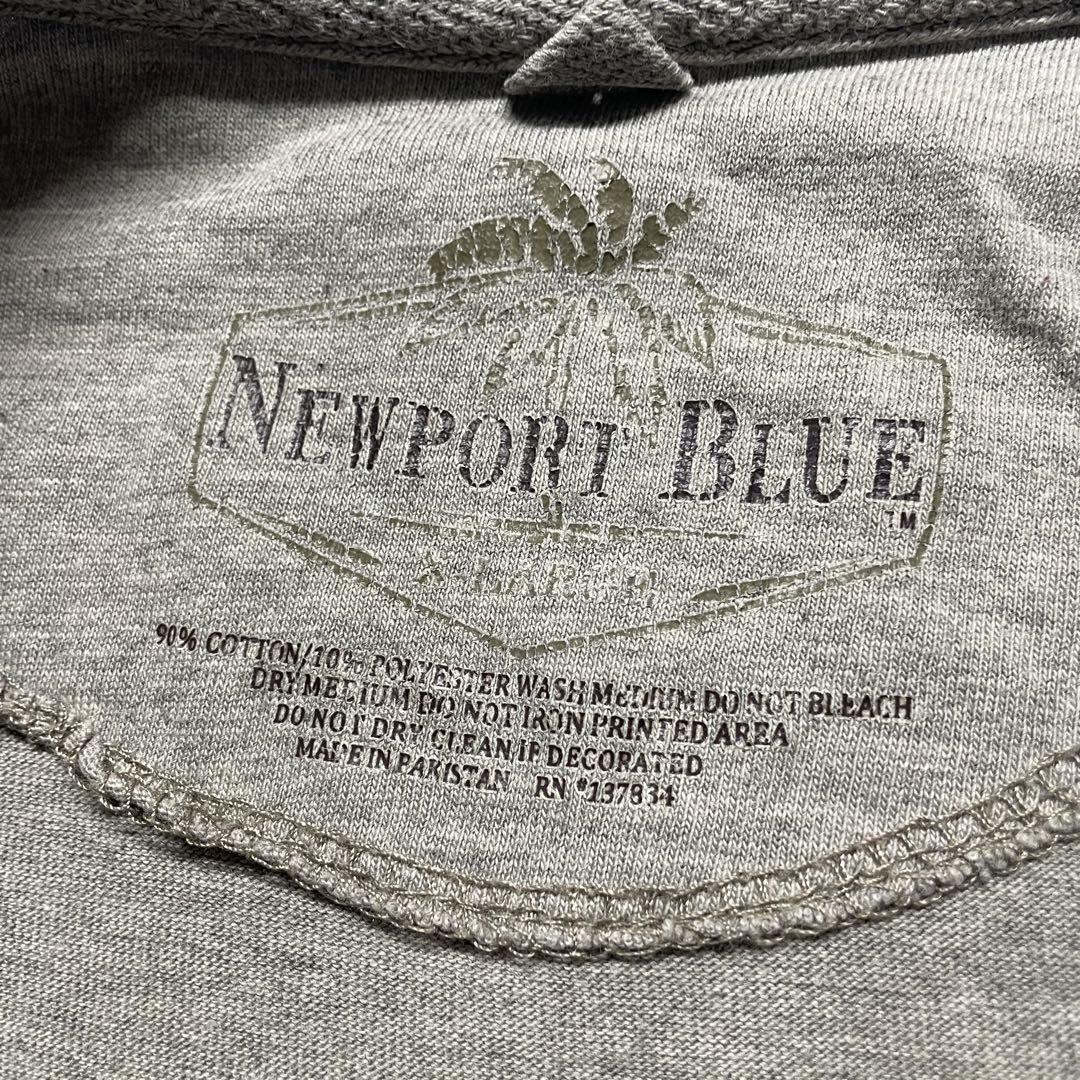 NEWPORT BLUE
TM
X-LARGE
90% COTTON/10% POLYESTER WASH MEDIUM DO NOT BLEACH
DRY MEDIUM DO NOT IRON PRINTED AREA
DO NOT DRY CLEAN IF DECORATED
MADE IN PAKISTAN RN #137834